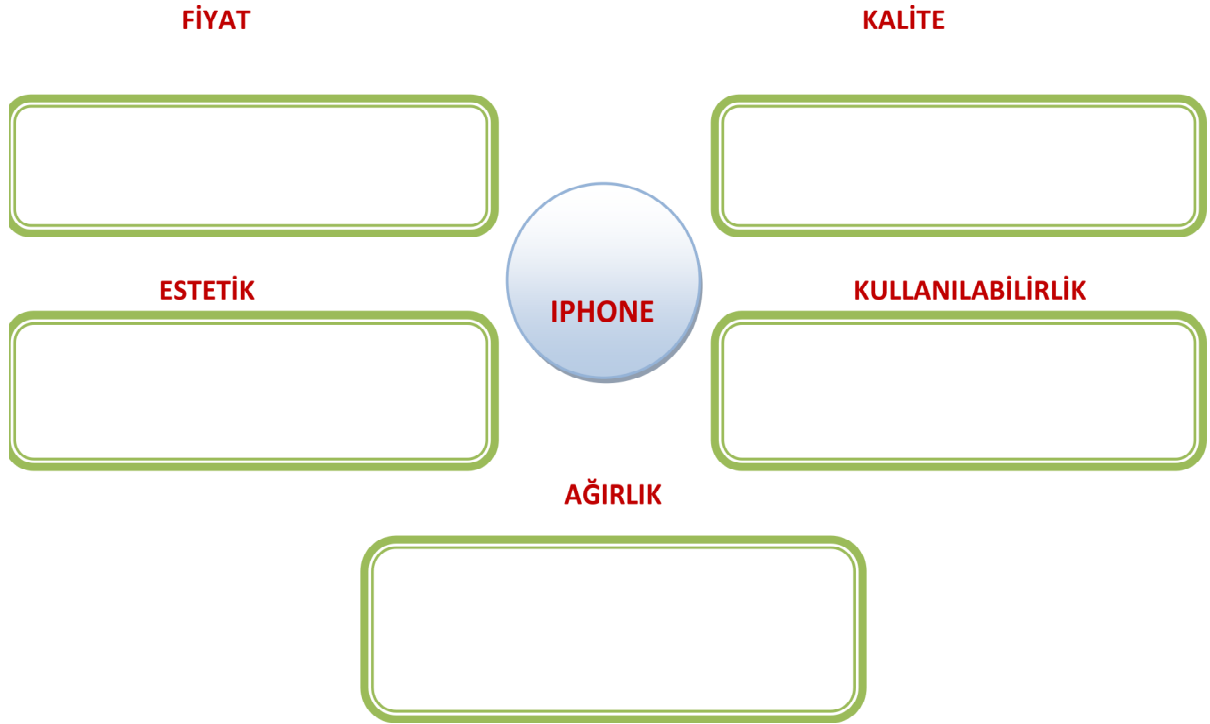 FİYAT
KALİTE
ESTETİK
IPHONE
KULLANILABİLİRLİK
AĞIRLIK